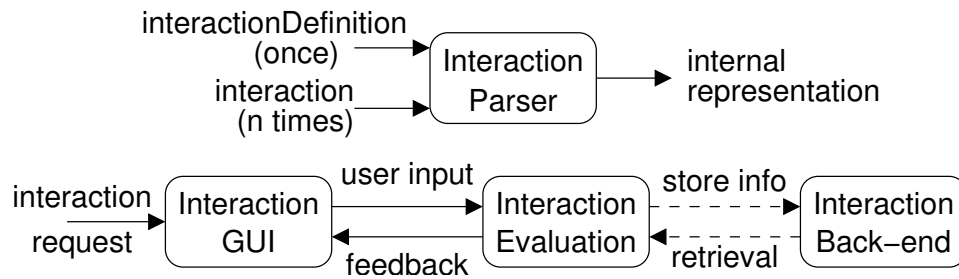 interactionDefinition
(once)
interaction
(n times)
Interaction
Parser
internal
representation
interaction
request
Interaction
GUI
user input
feedback
Interaction
Evaluation
store info
retrieval
Interaction
Back−end